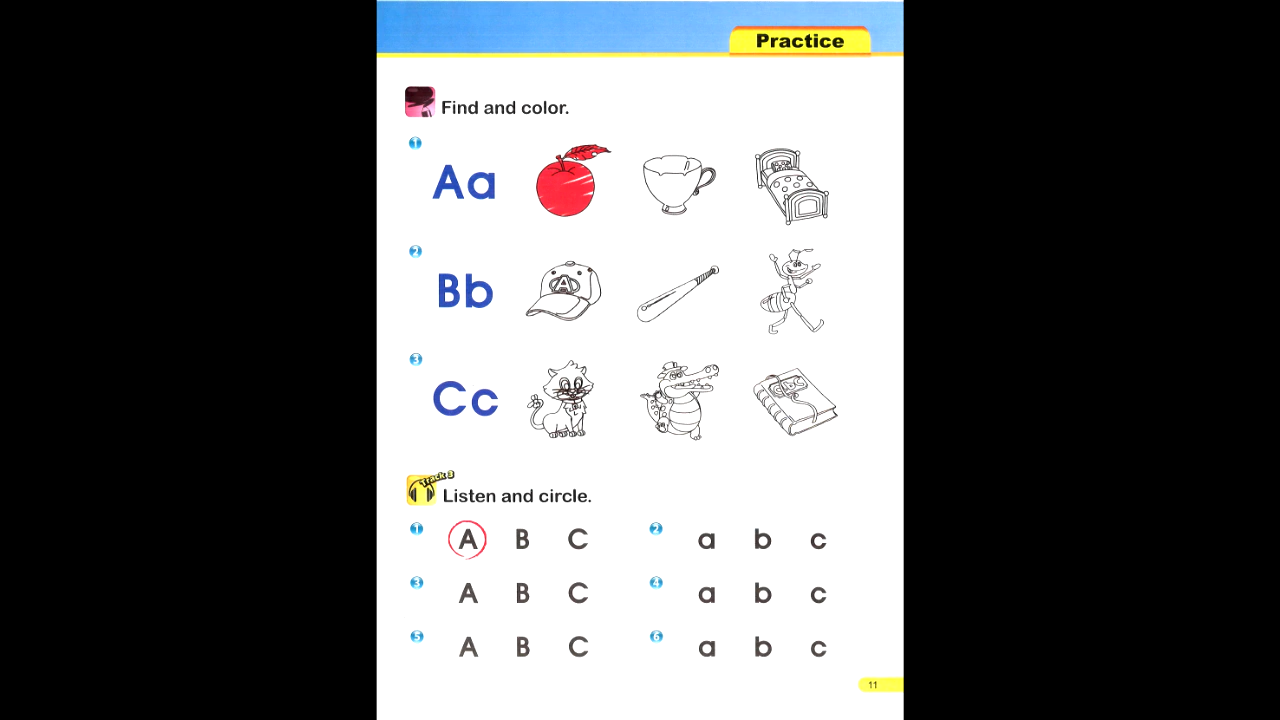 Practice
Find and color.
1
Aa
2
Bb
A
3
Cc
ABC
Track 3
Listen and circle.
1 A B C 2 a b c
3 A B C 4 a b c
5 A B C 6 a b c
11